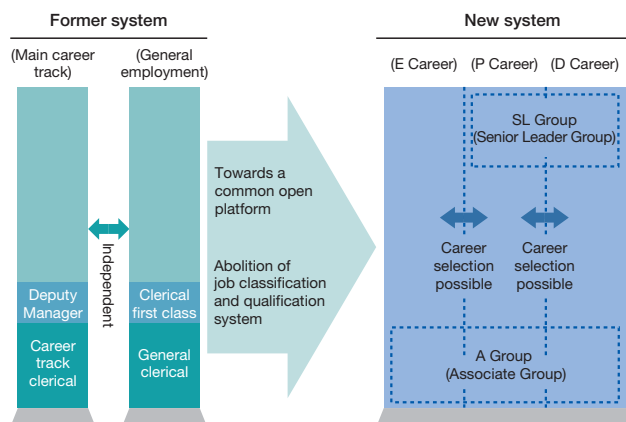 Former system
(Main career
track)
(General
employment)
Independent
Deputy
Manager
Career
track
clerical
Clerical
first class
General
clerical
Towards a
common open
platform
Abolition of
job classification
and qualification
system
New system
(E Career) (P Career) (D Career)
SL Group
(Senior Leader Group)
Career
selection
possible
Career
selection
possible
A Group
(Associate Group)